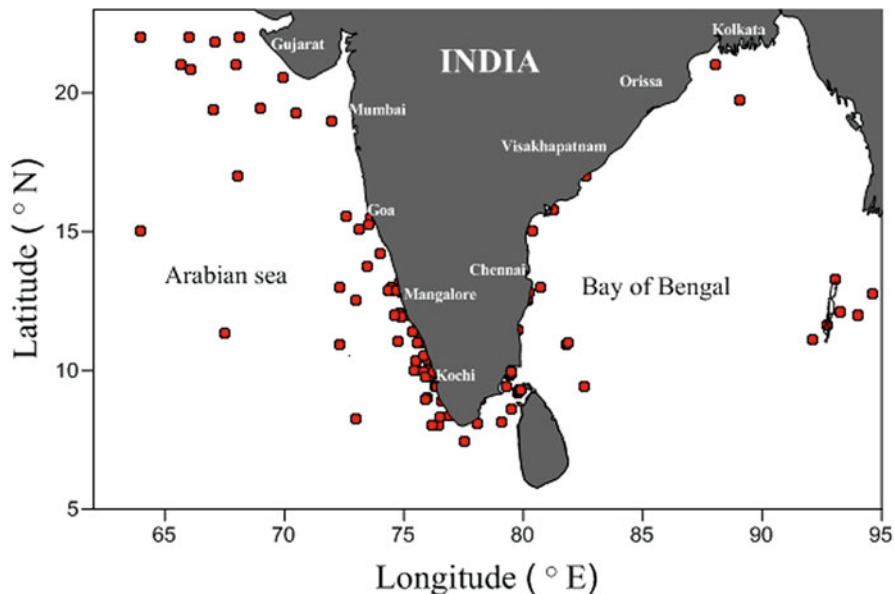 Kolkata
Gujarat
INDIA
Orissa
20
Mumbai
Visakhapatnam
Latitude ( ° N)
Goa
15
Arabian sea
Chennai
Bay of Bengal
Mangalore
10
Kochi
5
65 70 75 80 85 90 95
Longitude ( ° E)